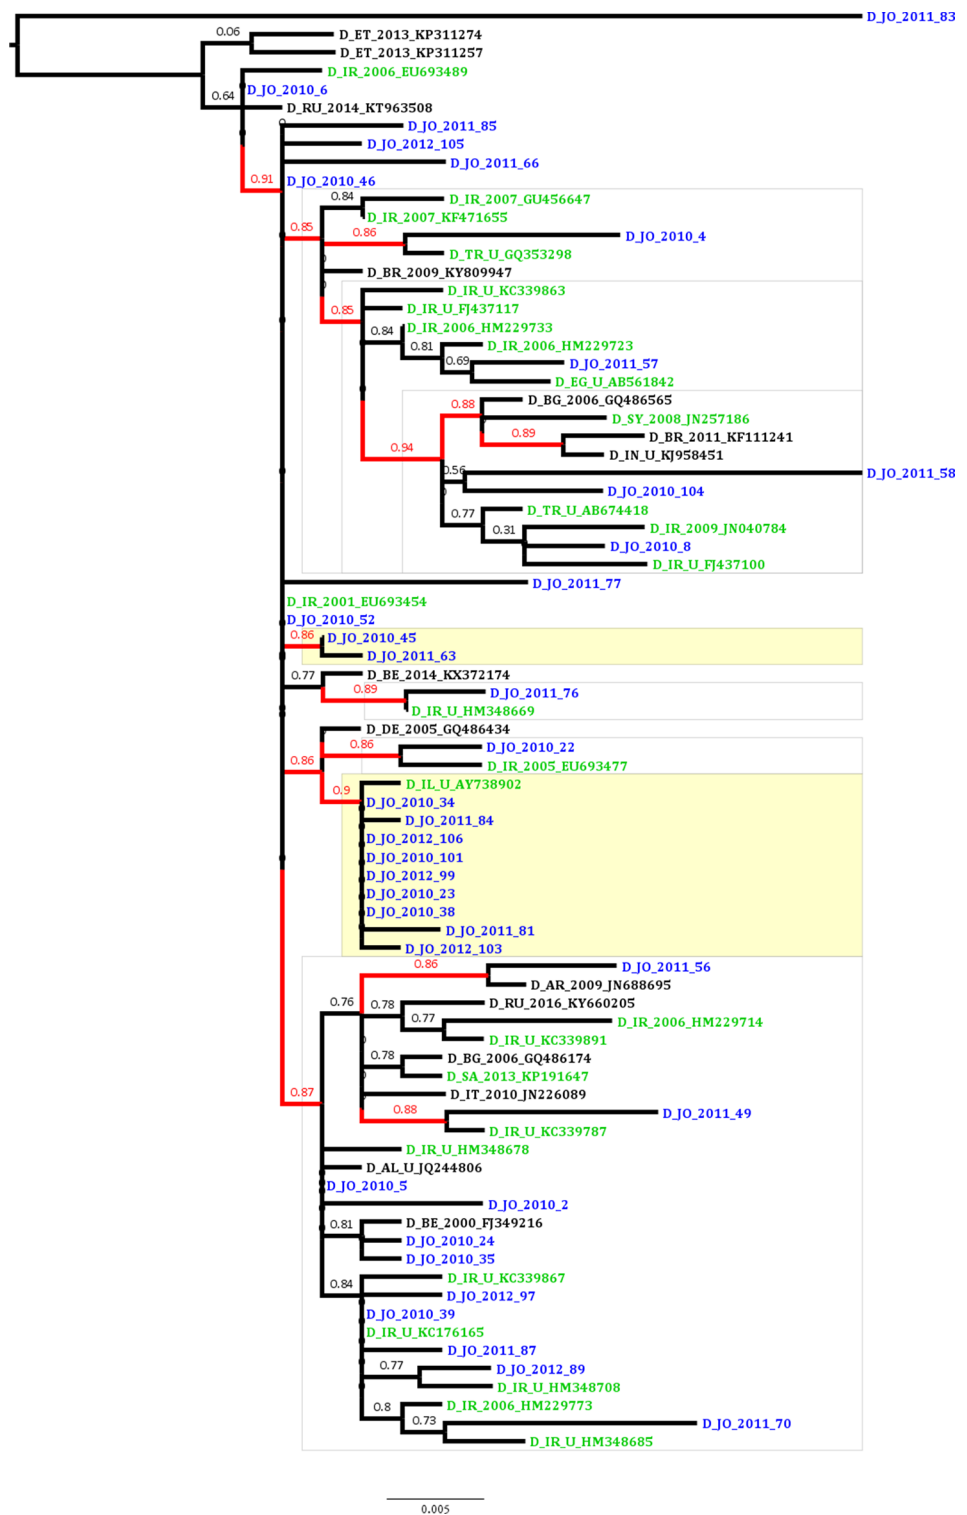 D_JO_2011_83
0.06
D_ET_2013_KP311274
D_ET_2013_KP311257
D_IR_2006_EU693489
D_JO_2010_6
0.64
D_RU_2014_KT963508
0
D_JO_2011_85
D_JO_2012_105
D_JO_2011_66
0.91
D_JO_2010_46
0.84
D_IR_2007_GU456647
D_IR_2007_KF471655
0.85
0.86
D_JO_2010_4
D_TR_U_GQ353298
0
D_BR_2009_KY809947
0
D_IR_U_KC339863
0.85
D_IR_U_FJ437117
0.84
D_IR_2006_HM229733
0.81
D_IR_2006_HM229723
0.69
D_JO_2011_57
D_EG_U_AB561842
0.88
D_BG_2006_GQ486565
D_SY_2008_JN257186
0.89
D_BR_2011_KF111241
0.94
D_IN_U_KJ958451
0.56
D_JO_2011_58
0
D_JO_2010_104
0.77
D_TR_U_AB674418
0.31
D_IR_2009_JN040784
D_JO_2010_8
D_IR_U_FJ437100
D_JO_2011_77
D_IR_2001_EU693454
D_JO_2010_52
0.86
D_JO_2010_45
D_JO_2011_63
0.77
D_BE_2014_KX372174
0.89
D_JO_2011_76
D_IR_U_HM348669
D_DE_2005_GQ486434
0.86
0.86
D_JO_2010_22
D_IR_2005_EU693477
0.9
D_IL_U_AY738902
D_JO_2010_34
D_JO_2011_84
D_JO_2012_106
D_JO_2010_101
D_JO_2012_99
D_JO_2010_23
D_JO_2010_38
D_JO_2011_81
D_JO_2012_103
0.86
D_JO_2011_56
D_AR_2009_JN688695
0.76
0.78
D_RU_2016_KY660205
0.77
D_IR_2006_HM229714
0
D_IR_U_KC339891
0.78
D_BG_2006_GQ486174
0
D_SA_2013_KP191647
D_IT_2010_JN226089
0.87
0.88
D_JO_2011_49
D_IR_U_KC339787
D_IR_U_HM348678
D_AL_U_JQ244806
D_JO_2010_5
D_JO_2010_2
0.81
D_BE_2000_FJ349216
D_JO_2010_24
D_JO_2010_35
0.84
D_IR_U_KC339867
D_JO_2012_97
D_JO_2010_39
D_IR_U_KC176165
D_JO_2011_87
0.77
D_JO_2012_89
D_IR_U_HM348708
0.8
D_IR_2006_HM229773
0.73
D_JO_2011_70
D_IR_U_HM348685
0.005